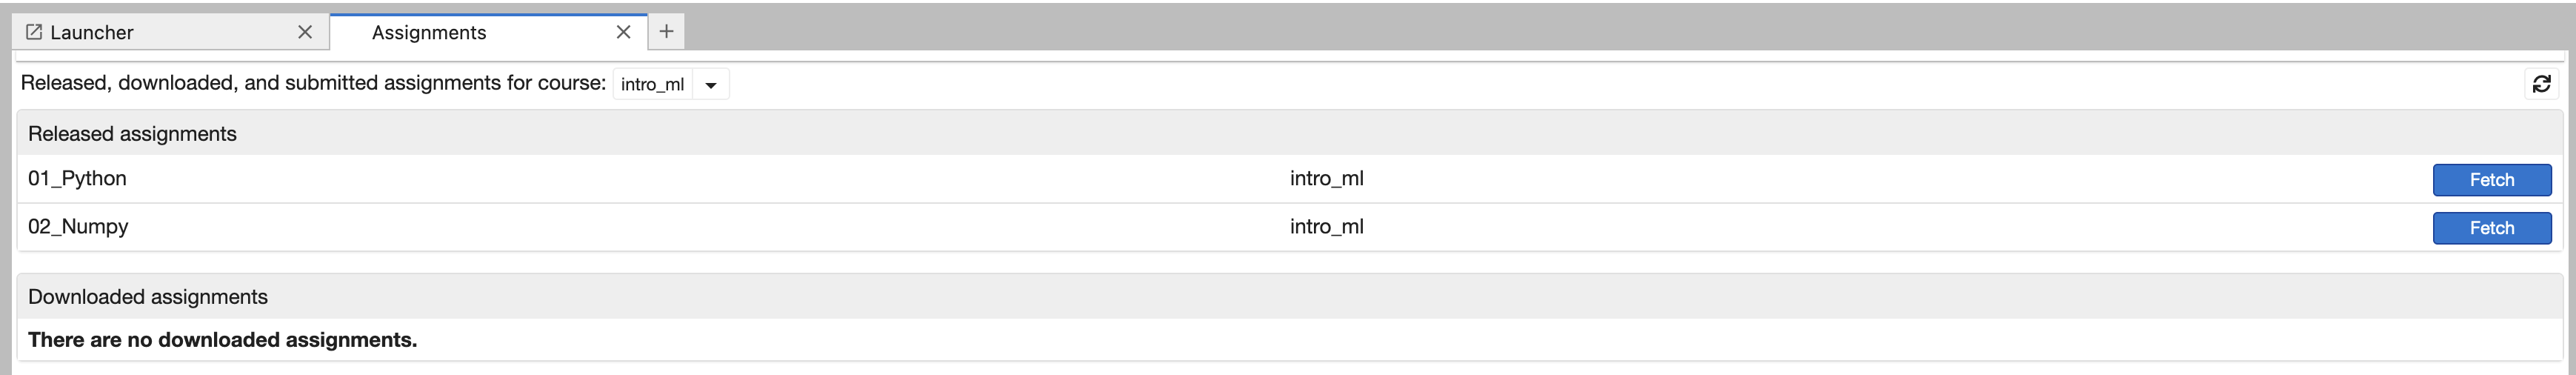 Launcher
Assignments
Released, downloaded, and submitted assignments for course: intro_ml
Released assignments
01_Python intro_ml Fetch
02_Numpy intro_ml Fetch
Downloaded assignments
There are no downloaded assignments.